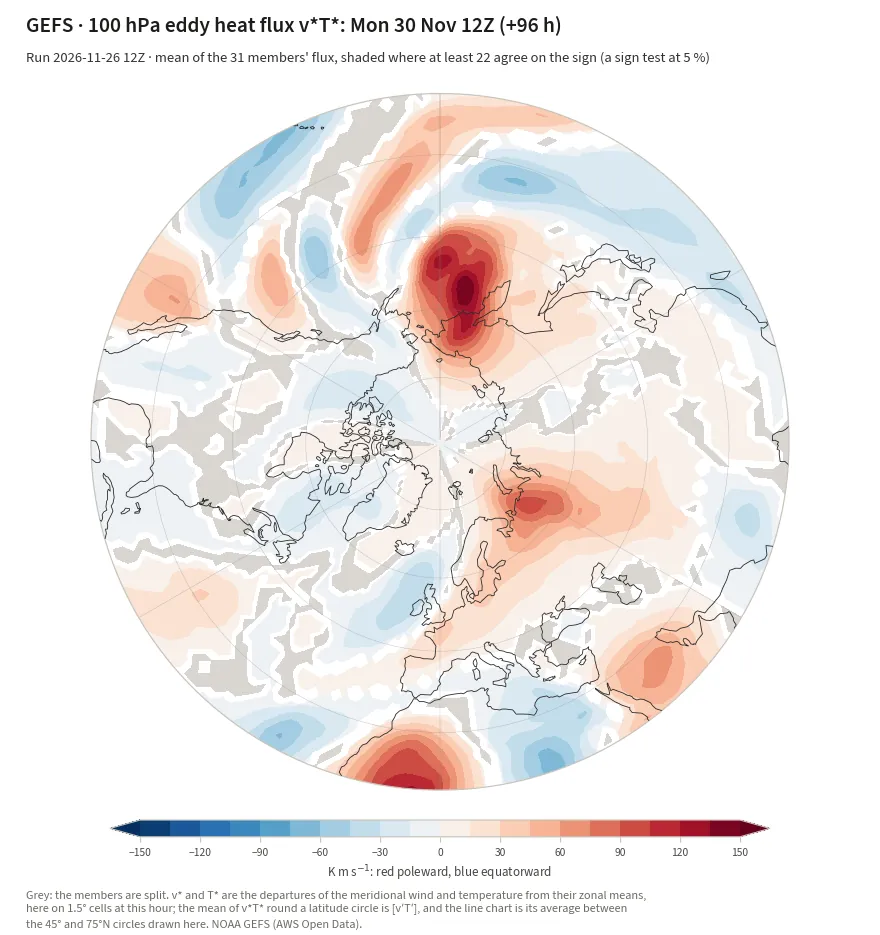 GEFS · 100 hPa eddy heat flux v*T*: Mon 30 Nov 12Z (+96 h)
Run 2026-11-26 12Z · mean of the 31 members' flux, shaded where at least 22 agree on the sign (a sign test at 5 %)
−150 −120 −90 −60 −30 0 30 60 90 120 150
K m s⁻¹: red poleward, blue equatorward
Grey: the members are split. v* and T* are the departures of the meridional wind and temperature from their zonal means,
here on 1.5° cells at this hour; the mean of v*T* round a latitude circle is [v'T'], and the line chart is its average between
the 45° and 75°N circles drawn here. NOAA GEFS (AWS Open Data).